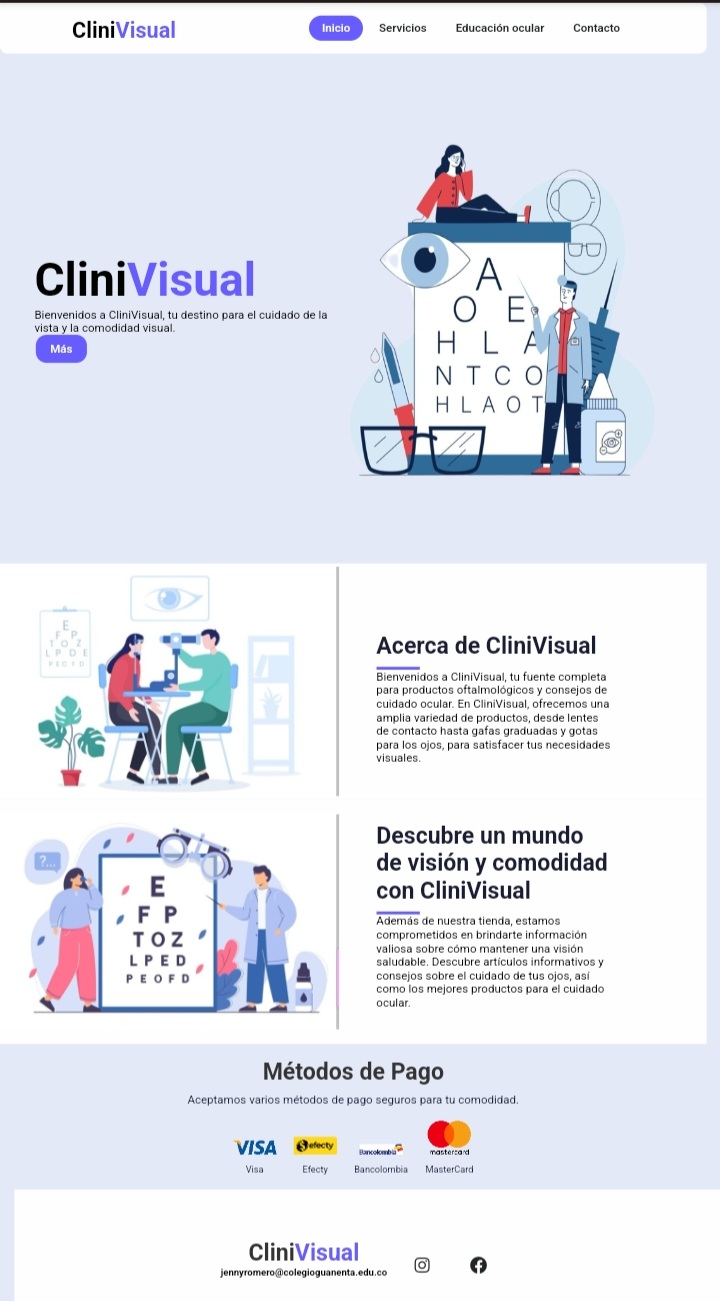 CliniVisual
Inicio Servicios Educación ocular Contacto
A
O E
H L A
N T C O
H L A O T
CliniVisual
Bienvenidos a CliniVisual, tu destino para el cuidado de la
vista y la comodidad visual.
Más
E
F P
T O Z
L P D E
P E C F D
Acerca de CliniVisual
Bienvenidos a CliniVisual, tu fuente completa
para productos oftalmológicos y consejos de
cuidado ocular. En CliniVisual, ofrecemos una
amplia variedad de productos, desde lentes
de contacto hasta gafas graduadas y gotas
para los ojos, para satisfacer tus necesidades
visuales.
?...
E
F P
T O Z
L P E D
P E O F D
Descubre un mundo
de visión y comodidad
con CliniVisual
Además de nuestra tienda, estamos
comprometidos en brindarte información
valiosa sobre cómo mantener una visión
saludable. Descubre artículos informativos y
consejos sobre el cuidado de tus ojos, así
como los mejores productos para el cuidado
ocular.
Métodos de Pago
Aceptamos varios métodos de pago seguros para tu comodidad.
VISA efecty Bancolombia mastercard
Visa Efecty Bancolombia MasterCard
CliniVisual
jennyromero@colegioguanenta.edu.co